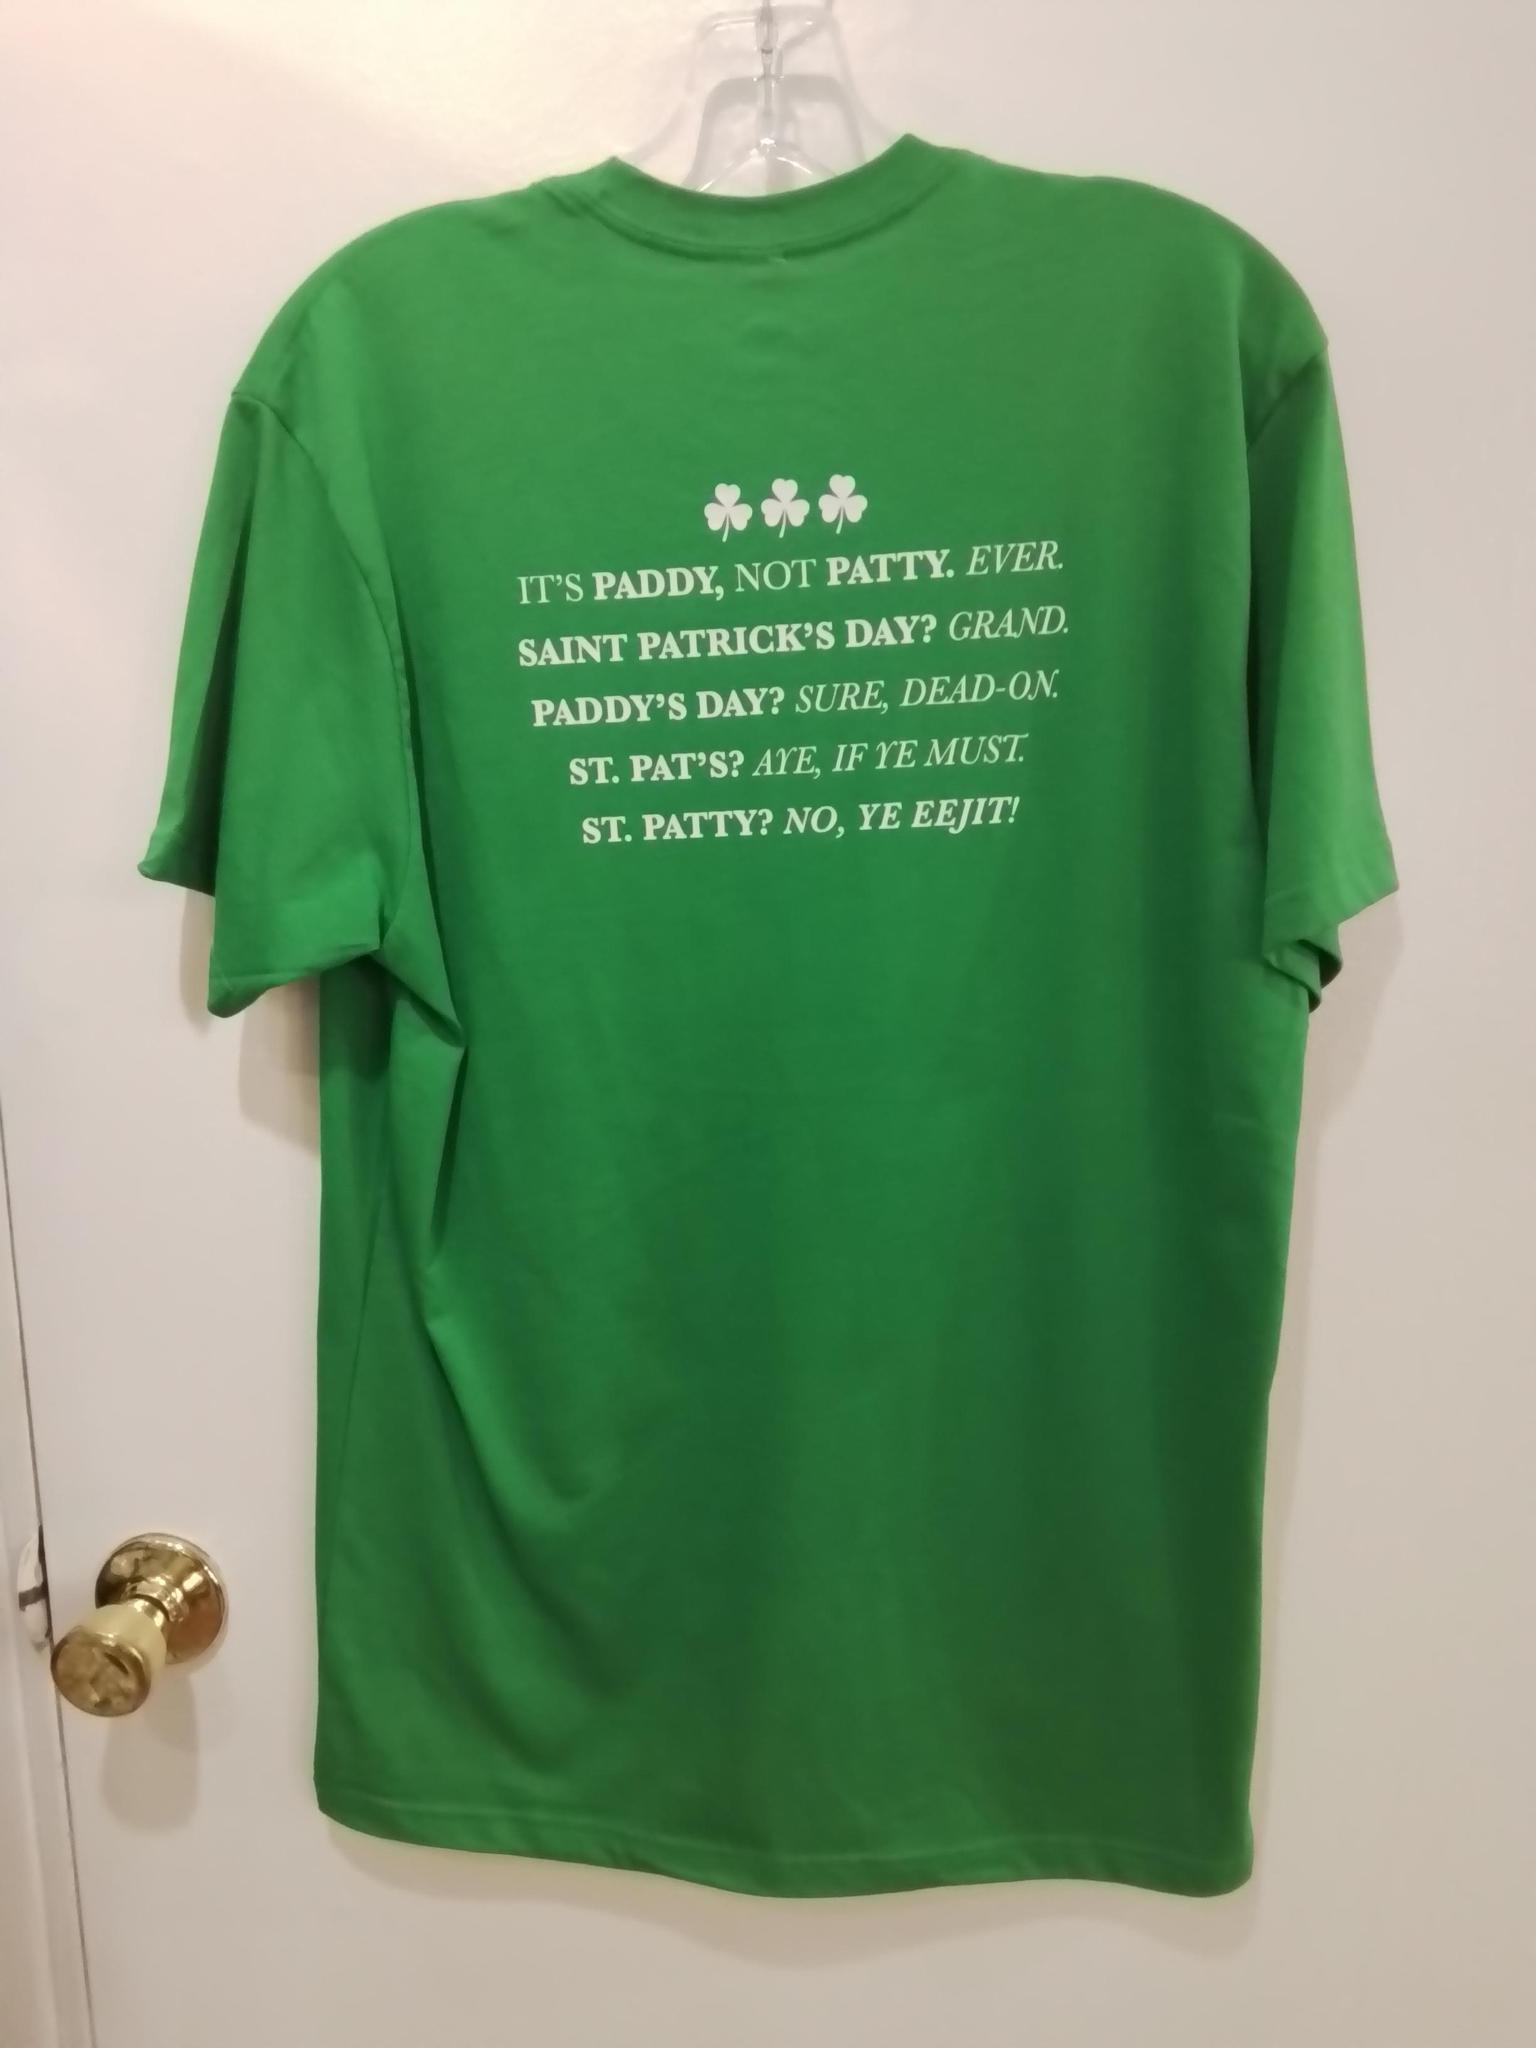 IT'S PADDY, NOT PATTY. EVER.
SAINT PATRICK'S DAY? GRAND.
PADDY'S DAY? SURE, DEAD-ON.
ST. PAT'S? AYE, IF YE MUST.
ST. PATTY? NO, YE EEJIT!